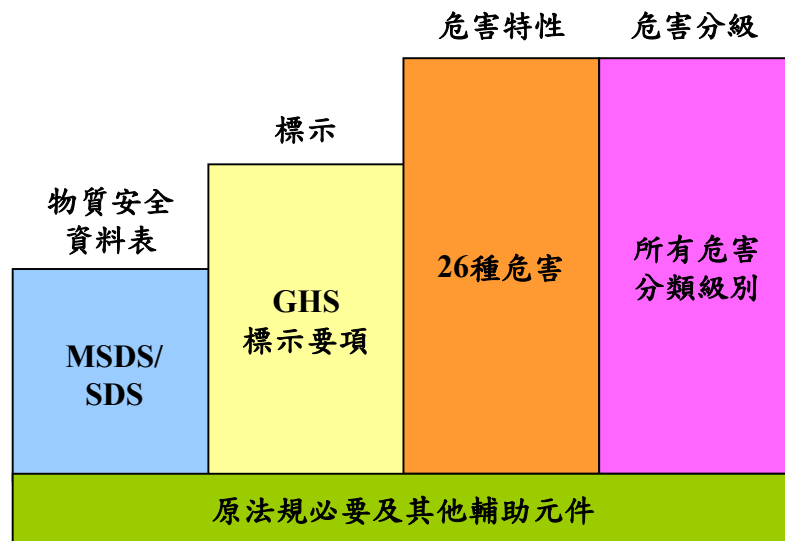 危害特性
危害分級
標示
物質安全
資料表
26種危害
所有危害
分類級別
GHS
標示要項
MSDS/
SDS
原法規必要及其他輔助元件